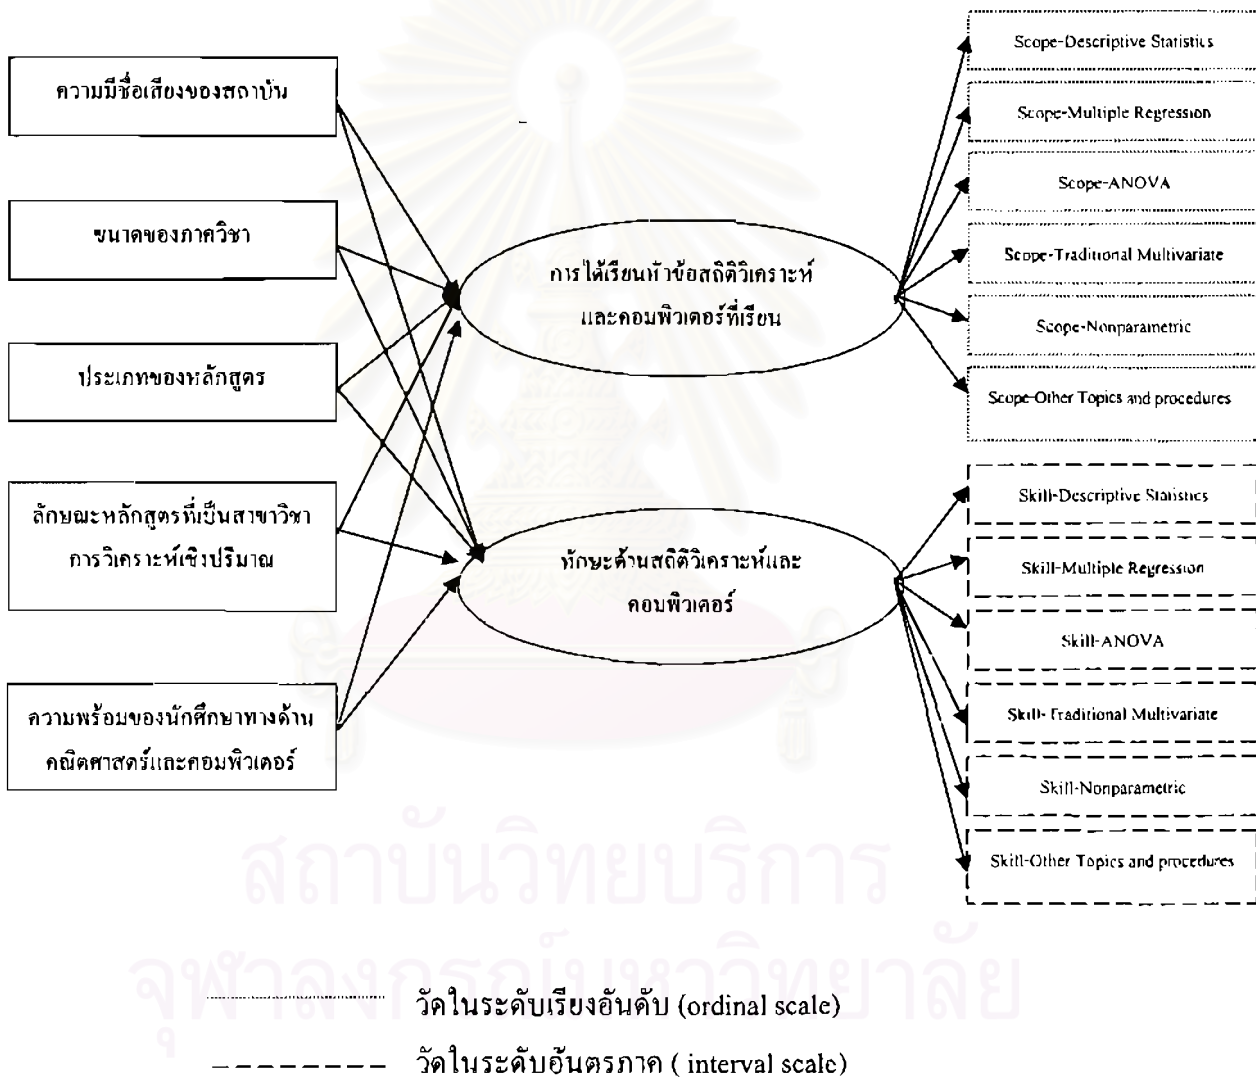 ความมีชื่อเสียงของสถาบัน
ขนาดของภาควิชา
ประเภทของหลักสูตร
ลักษณะหลักสูตรที่เป็นสาขาวิชา
การวิเคราะห์เชิงปริมาณ
ความพร้อมของนักศึกษาทางด้าน
คณิตศาสตร์และคอมพิวเตอร์
การได้เรียนหัวข้อสถิติวิเคราะห์
และคอมพิวเตอร์ที่เรียน
ทักษะด้านสถิติวิเคราะห์และ
คอมพิวเตอร์
Scope-Descriptive Statistics
Scope-Multiple Regression
Scope-ANOVA
Scope-Traditional Multivariate
Scope-Nonparametric
Scope-Other Topics and procedures
Skill-Descriptive Statistics
Skill-Multiple Regression
Skill-ANOVA
Skill-Traditional Multivariate
Skill-Nonparametric
Skill-Other Topics and procedures
สถาบันวิทยบริการ
จุฬาลงกรณ์มหาวิทยาลัย
วัดในระดับเรียงอันดับ (ordinal scale)
วัดในระดับอันตรภาค ( interval scale)